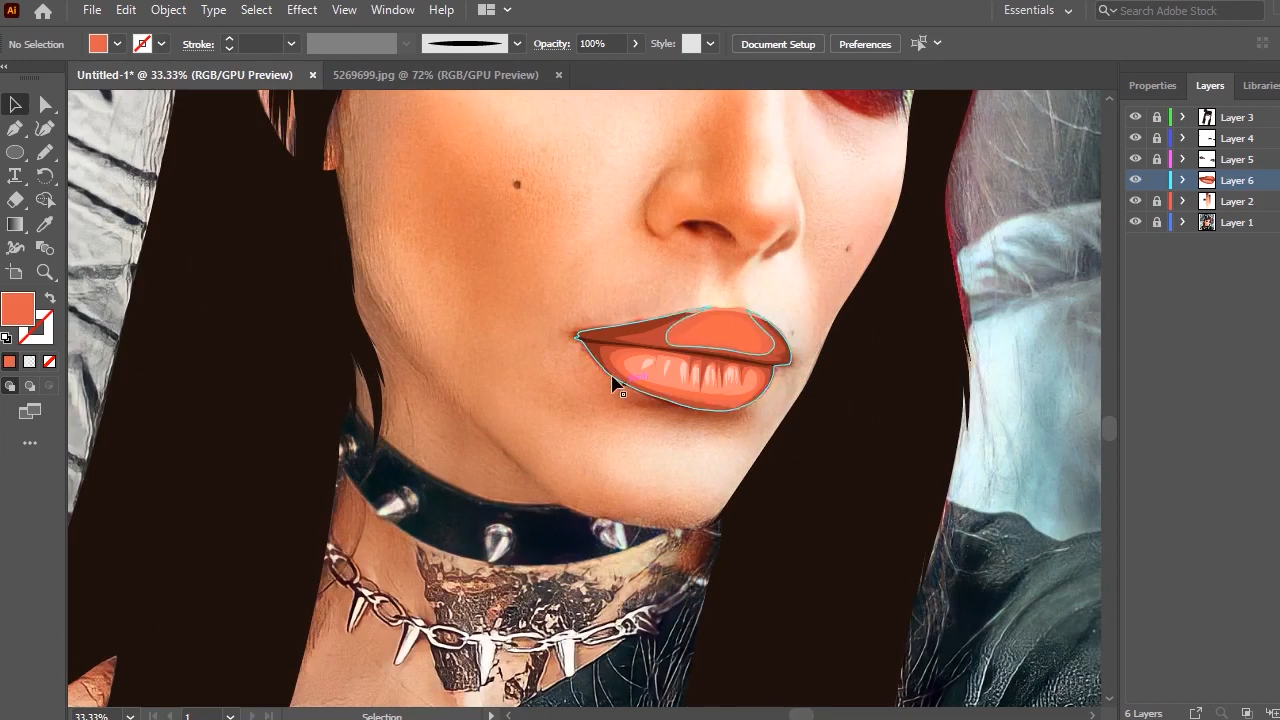 Ai File Edit Object Type Select Effect View Window Help Essentials Search Adobe Stock
No Selection Stroke: Opacity: 100% Style: Document Setup Preferences
Untitled-1* @ 33.33% (RGB/GPU Preview) × 5269699.jpg @ 72% (RGB/GPU Preview) ×
Properties Layers Libraries
Layer 3
Layer 4
Layer 5
Layer 6
Layer 2
Layer 1
33.33% 1 Selection
6 Layers